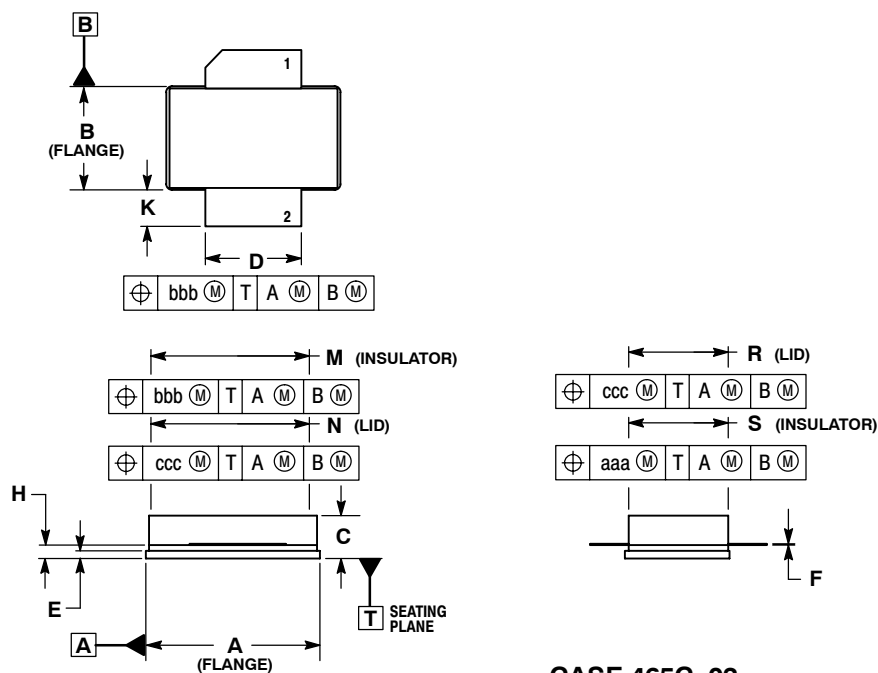 B
1
B
(FLANGE)
K
2
D
⌖ bbb Ⓜ T A Ⓜ B Ⓜ
M (INSULATOR)
⌖ bbb Ⓜ T A Ⓜ B Ⓜ
N (LID)
⌖ ccc Ⓜ T A Ⓜ B Ⓜ
R (LID)
⌖ ccc Ⓜ T A Ⓜ B Ⓜ
S (INSULATOR)
⌖ aaa Ⓜ T A Ⓜ B Ⓜ
H
C
E
F
T SEATING
PLANE
A
A
(FLANGE)